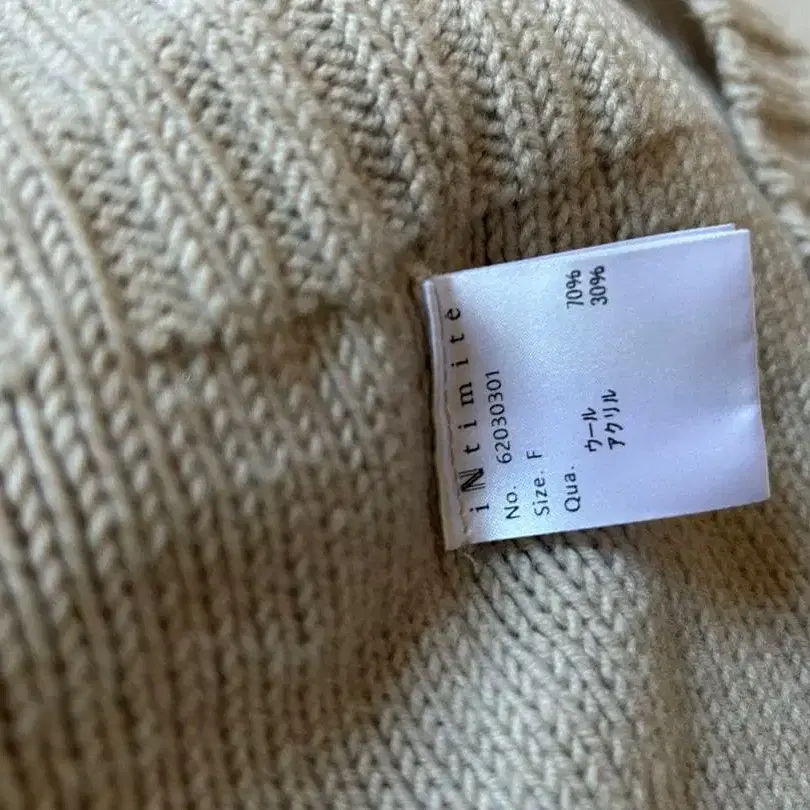 iNtimité
No. 62030301
Size. F
Qua.
ウール 70%
アクリル 30%